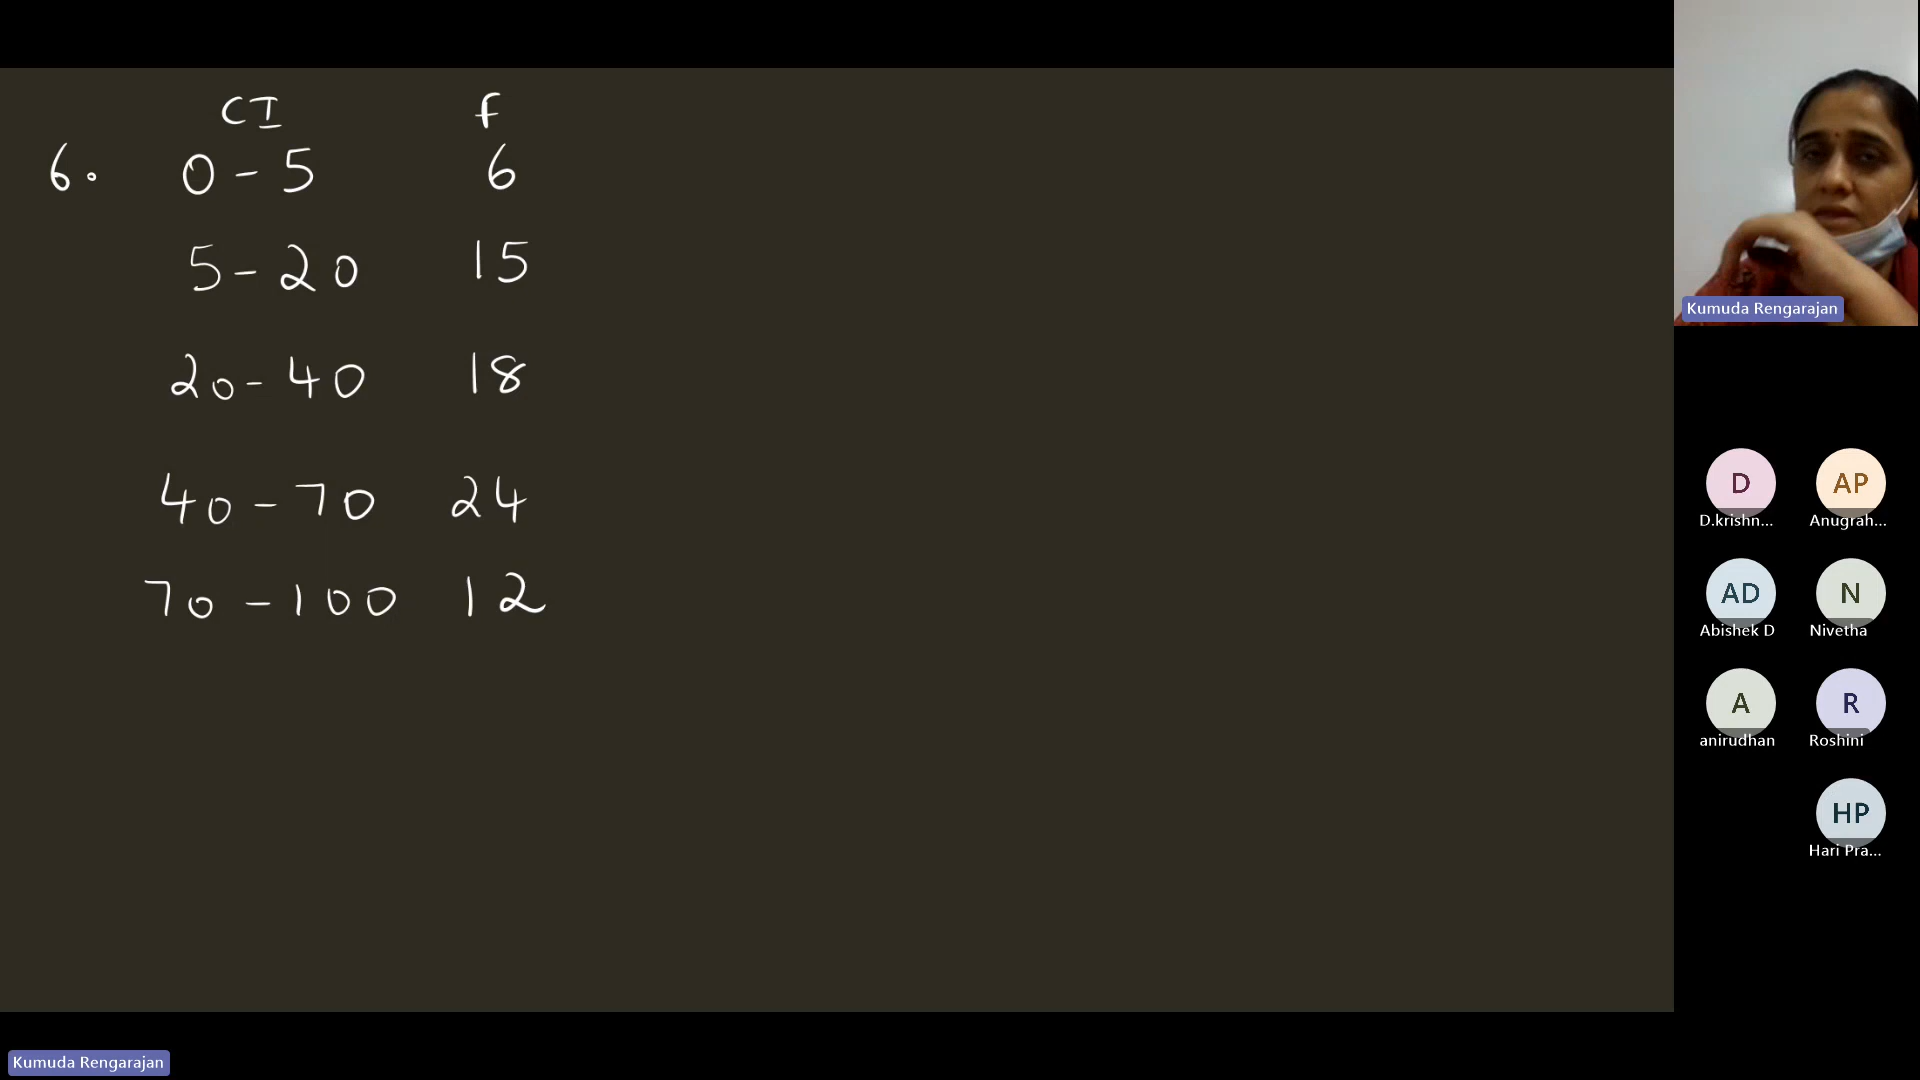 CI f
6. 0 - 5 6
5 - 20 15
20 - 40 18
40 - 70 24
70 - 100 12
Kumuda Rengarajan
D
D.krishn...
AP
Anugrah...
AD
Abishek D
N
Nivetha
A
anirudhan
R
Roshini
HP
Hari Pra...
Kumuda Rengarajan